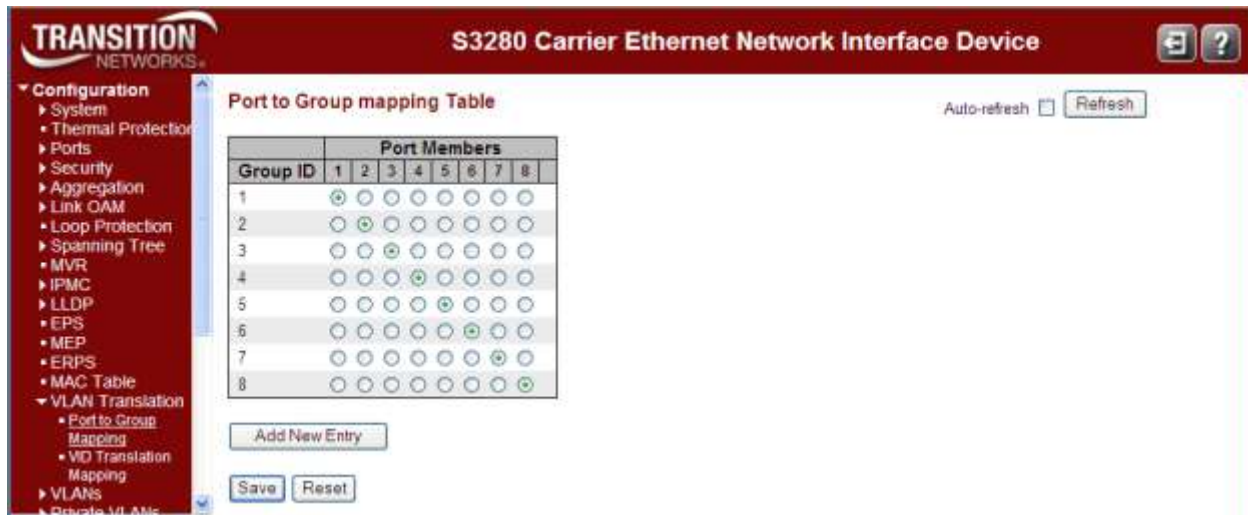 TRANSITION
NETWORKS®
S3280 Carrier Ethernet Network Interface Device
?
Configuration
System
Thermal Protection
Ports
Security
Aggregation
Link OAM
Loop Protection
Spanning Tree
MVR
IPMC
LLDP
EPS
MEP
ERPS
MAC Table
VLAN Translation
Port to Group
Mapping
VID Translation
Mapping
VLANs
Private VLANs
Port to Group mapping Table
Auto-refresh Refresh
Port Members
Group ID 1 2 3 4 5 6 7 8
1
2
3
4
5
6
7
8
Add New Entry
Save Reset